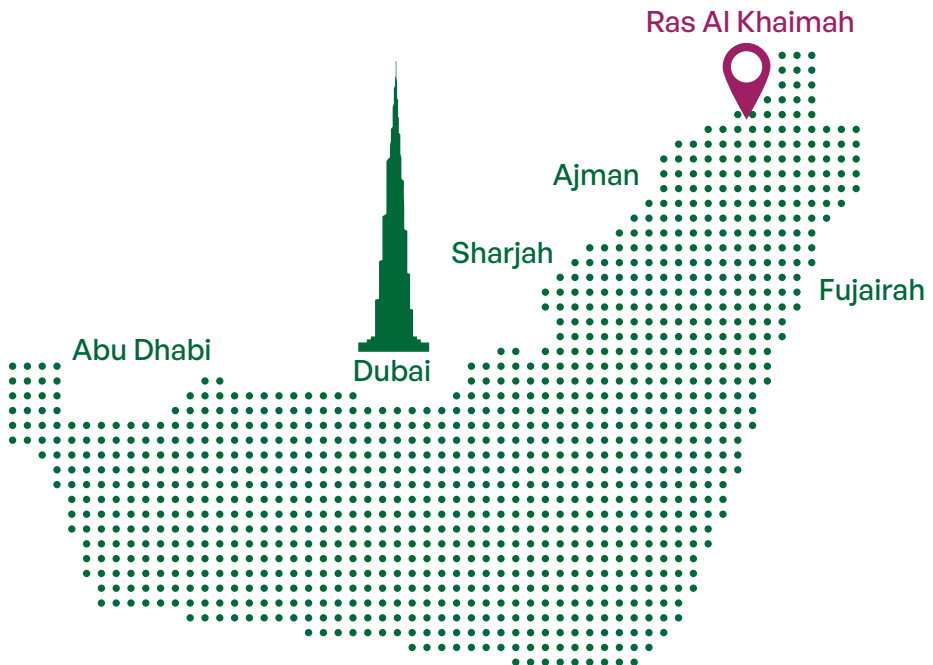 Ras Al Khaimah
Ajman
Sharjah
Fujairah
Abu Dhabi
Dubai